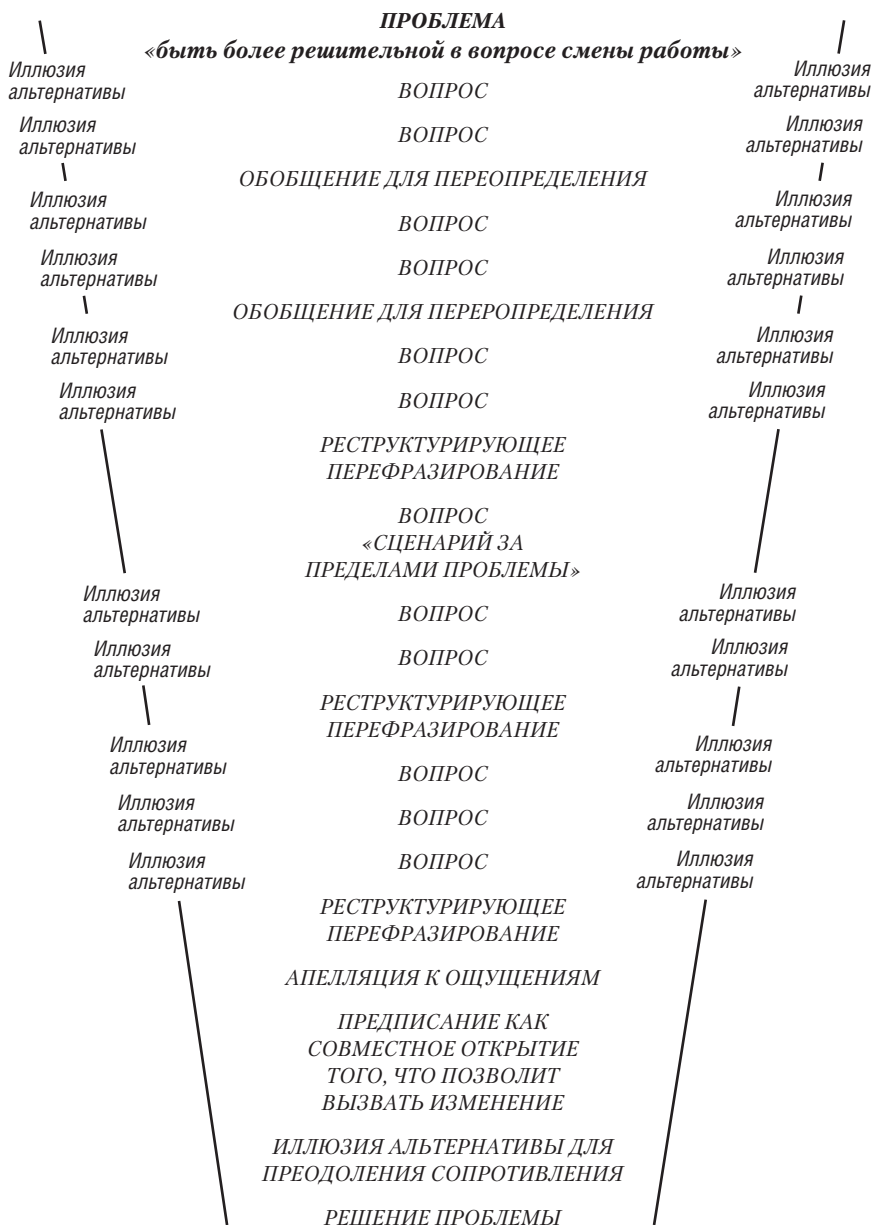 ПРОБЛЕМА
«быть более решительной в вопросе смены работы»
Иллюзия
альтернативы
ВОПРОС
Иллюзия
альтернативы
Иллюзия
альтернативы
ВОПРОС
Иллюзия
альтернативы
ОБОБЩЕНИЕ ДЛЯ ПЕРЕОПРЕДЕЛЕНИЯ
Иллюзия
альтернативы
ВОПРОС
Иллюзия
альтернативы
Иллюзия
альтернативы
ВОПРОС
Иллюзия
альтернативы
ОБОБЩЕНИЕ ДЛЯ ПЕРЕРОПРЕДЕЛЕНИЯ
Иллюзия
альтернативы
ВОПРОС
Иллюзия
альтернативы
Иллюзия
альтернативы
ВОПРОС
Иллюзия
альтернативы
РЕСТРУКТУРИРУЮЩЕЕ
ПЕРЕФРАЗИРОВАНИЕ
ВОПРОС
«СЦЕНАРИЙ ЗА
ПРЕДЕЛАМИ ПРОБЛЕМЫ»
Иллюзия
альтернативы
ВОПРОС
Иллюзия
альтернативы
Иллюзия
альтернативы
ВОПРОС
Иллюзия
альтернативы
РЕСТРУКТУРИРУЮЩЕЕ
ПЕРЕФРАЗИРОВАНИЕ
Иллюзия
альтернативы
ВОПРОС
Иллюзия
альтернативы
Иллюзия
альтернативы
ВОПРОС
Иллюзия
альтернативы
Иллюзия
альтернативы
ВОПРОС
Иллюзия
альтернативы
РЕСТРУКТУРИРУЮЩЕЕ
ПЕРЕФРАЗИРОВАНИЕ
АПЕЛЛЯЦИЯ К ОЩУЩЕНИЯМ
ПРЕДПИСАНИЕ КАК
СОВМЕСТНОЕ ОТКРЫТИЕ
ТОГО, ЧТО ПОЗВОЛИТ
ВЫЗВАТЬ ИЗМЕНЕНИЕ
ИЛЛЮЗИЯ АЛЬТЕРНАТИВЫ ДЛЯ
ПРЕОДОЛЕНИЯ СОПРОТИВЛЕНИЯ
РЕШЕНИЕ ПРОБЛЕМЫ